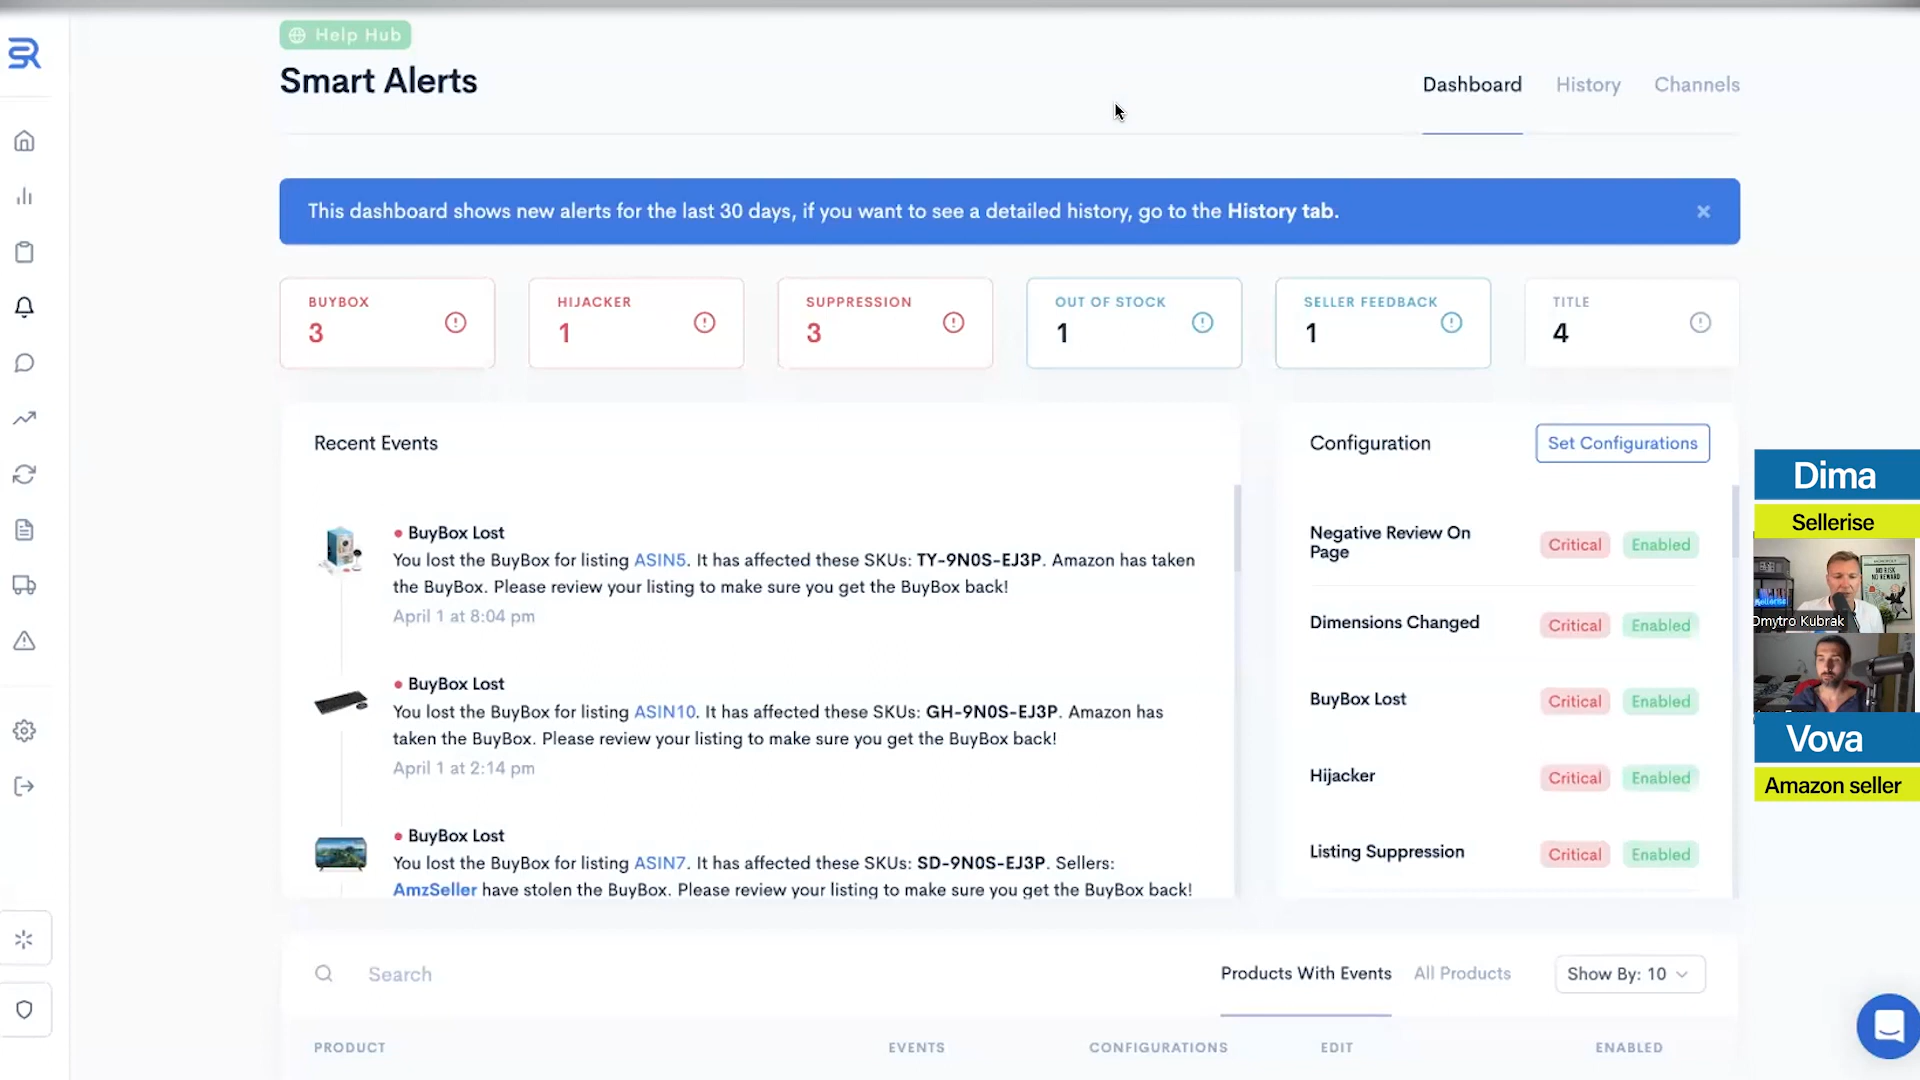 Help Hub
Smart Alerts
Dashboard
History
Channels
This dashboard shows new alerts for the last 30 days, if you want to see a detailed history, go to the History tab.
BUYBOX
3
HIJACKER
1
SUPPRESSION
3
OUT OF STOCK
1
SELLER FEEDBACK
1
TITLE
4
Recent Events
BuyBox Lost
You lost the BuyBox for listing ASIN5. It has affected these SKUs: TY-9N0S-EJ3P. Amazon has taken
the BuyBox. Please review your listing to make sure you get the BuyBox back!
April 1 at 8:04 pm
BuyBox Lost
You lost the BuyBox for listing ASIN10. It has affected these SKUs: GH-9N0S-EJ3P. Amazon has
taken the BuyBox. Please review your listing to make sure you get the BuyBox back!
April 1 at 2:14 pm
BuyBox Lost
You lost the BuyBox for listing ASIN7. It has affected these SKUs: SD-9N0S-EJ3P. Sellers:
AmzSeller have stolen the BuyBox. Please review your listing to make sure you get the BuyBox back!
Configuration
Set Configurations
Negative Review On
Page
Critical
Enabled
Dimensions Changed
Critical
Enabled
BuyBox Lost
Critical
Enabled
Hijacker
Critical
Enabled
Listing Suppression
Critical
Enabled
Dima
Sellerise
NO RISK
NO REWARD
Dmytro Kubrak
Vova
Amazon seller
Search
Products With Events
All Products
Show By: 10
PRODUCT
EVENTS
CONFIGURATIONS
EDIT
ENABLED